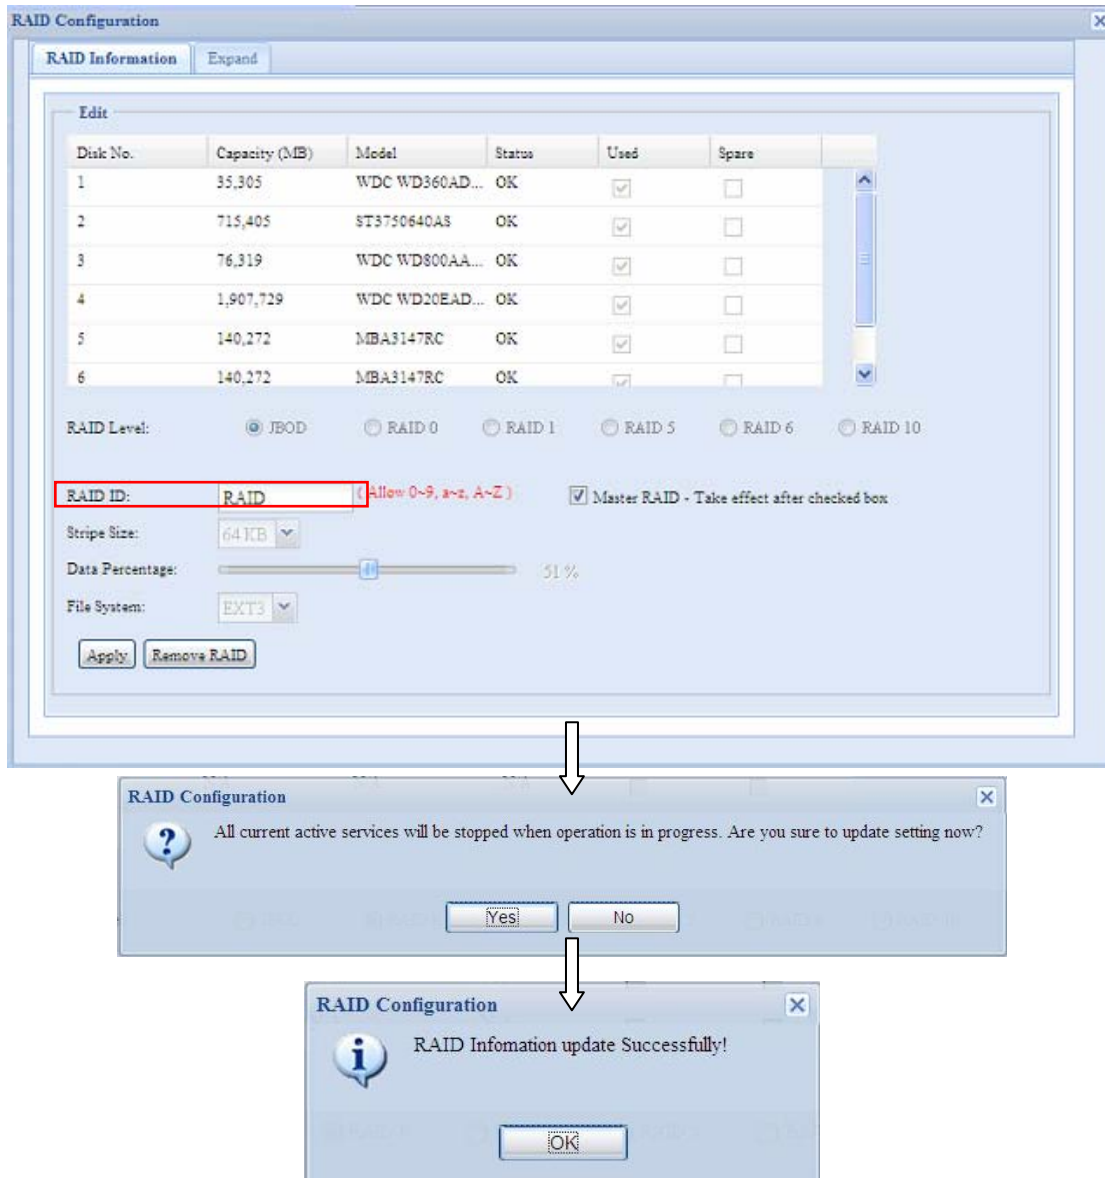 RAID Configuration
RAID Information Expand
Edit
Disk No. Capacity (MB) Model Status Used Spare
1 35,305 WDC WD360AD... OK
2 715,405 ST3750640AS OK
3 76,319 WDC WD800AA... OK
4 1,907,729 WDC WD20EAD... OK
5 140,272 MBA3147RC OK
6 140,272 MBA3147RC OK
RAID Level: JBOD RAID 0 RAID 1 RAID 5 RAID 6 RAID 10
RAID ID: RAID ( Allow 0~9, a~z, A~Z ) Master RAID - Take effect after checked box
Stripe Size: 64 KB
Data Percentage: 51 %
File System: EXT3
Apply Remove RAID
RAID Configuration
All current active services will be stopped when operation is in progress. Are you sure to update setting now?
Yes No
RAID Configuration
RAID Infomation update Successfully!
OK